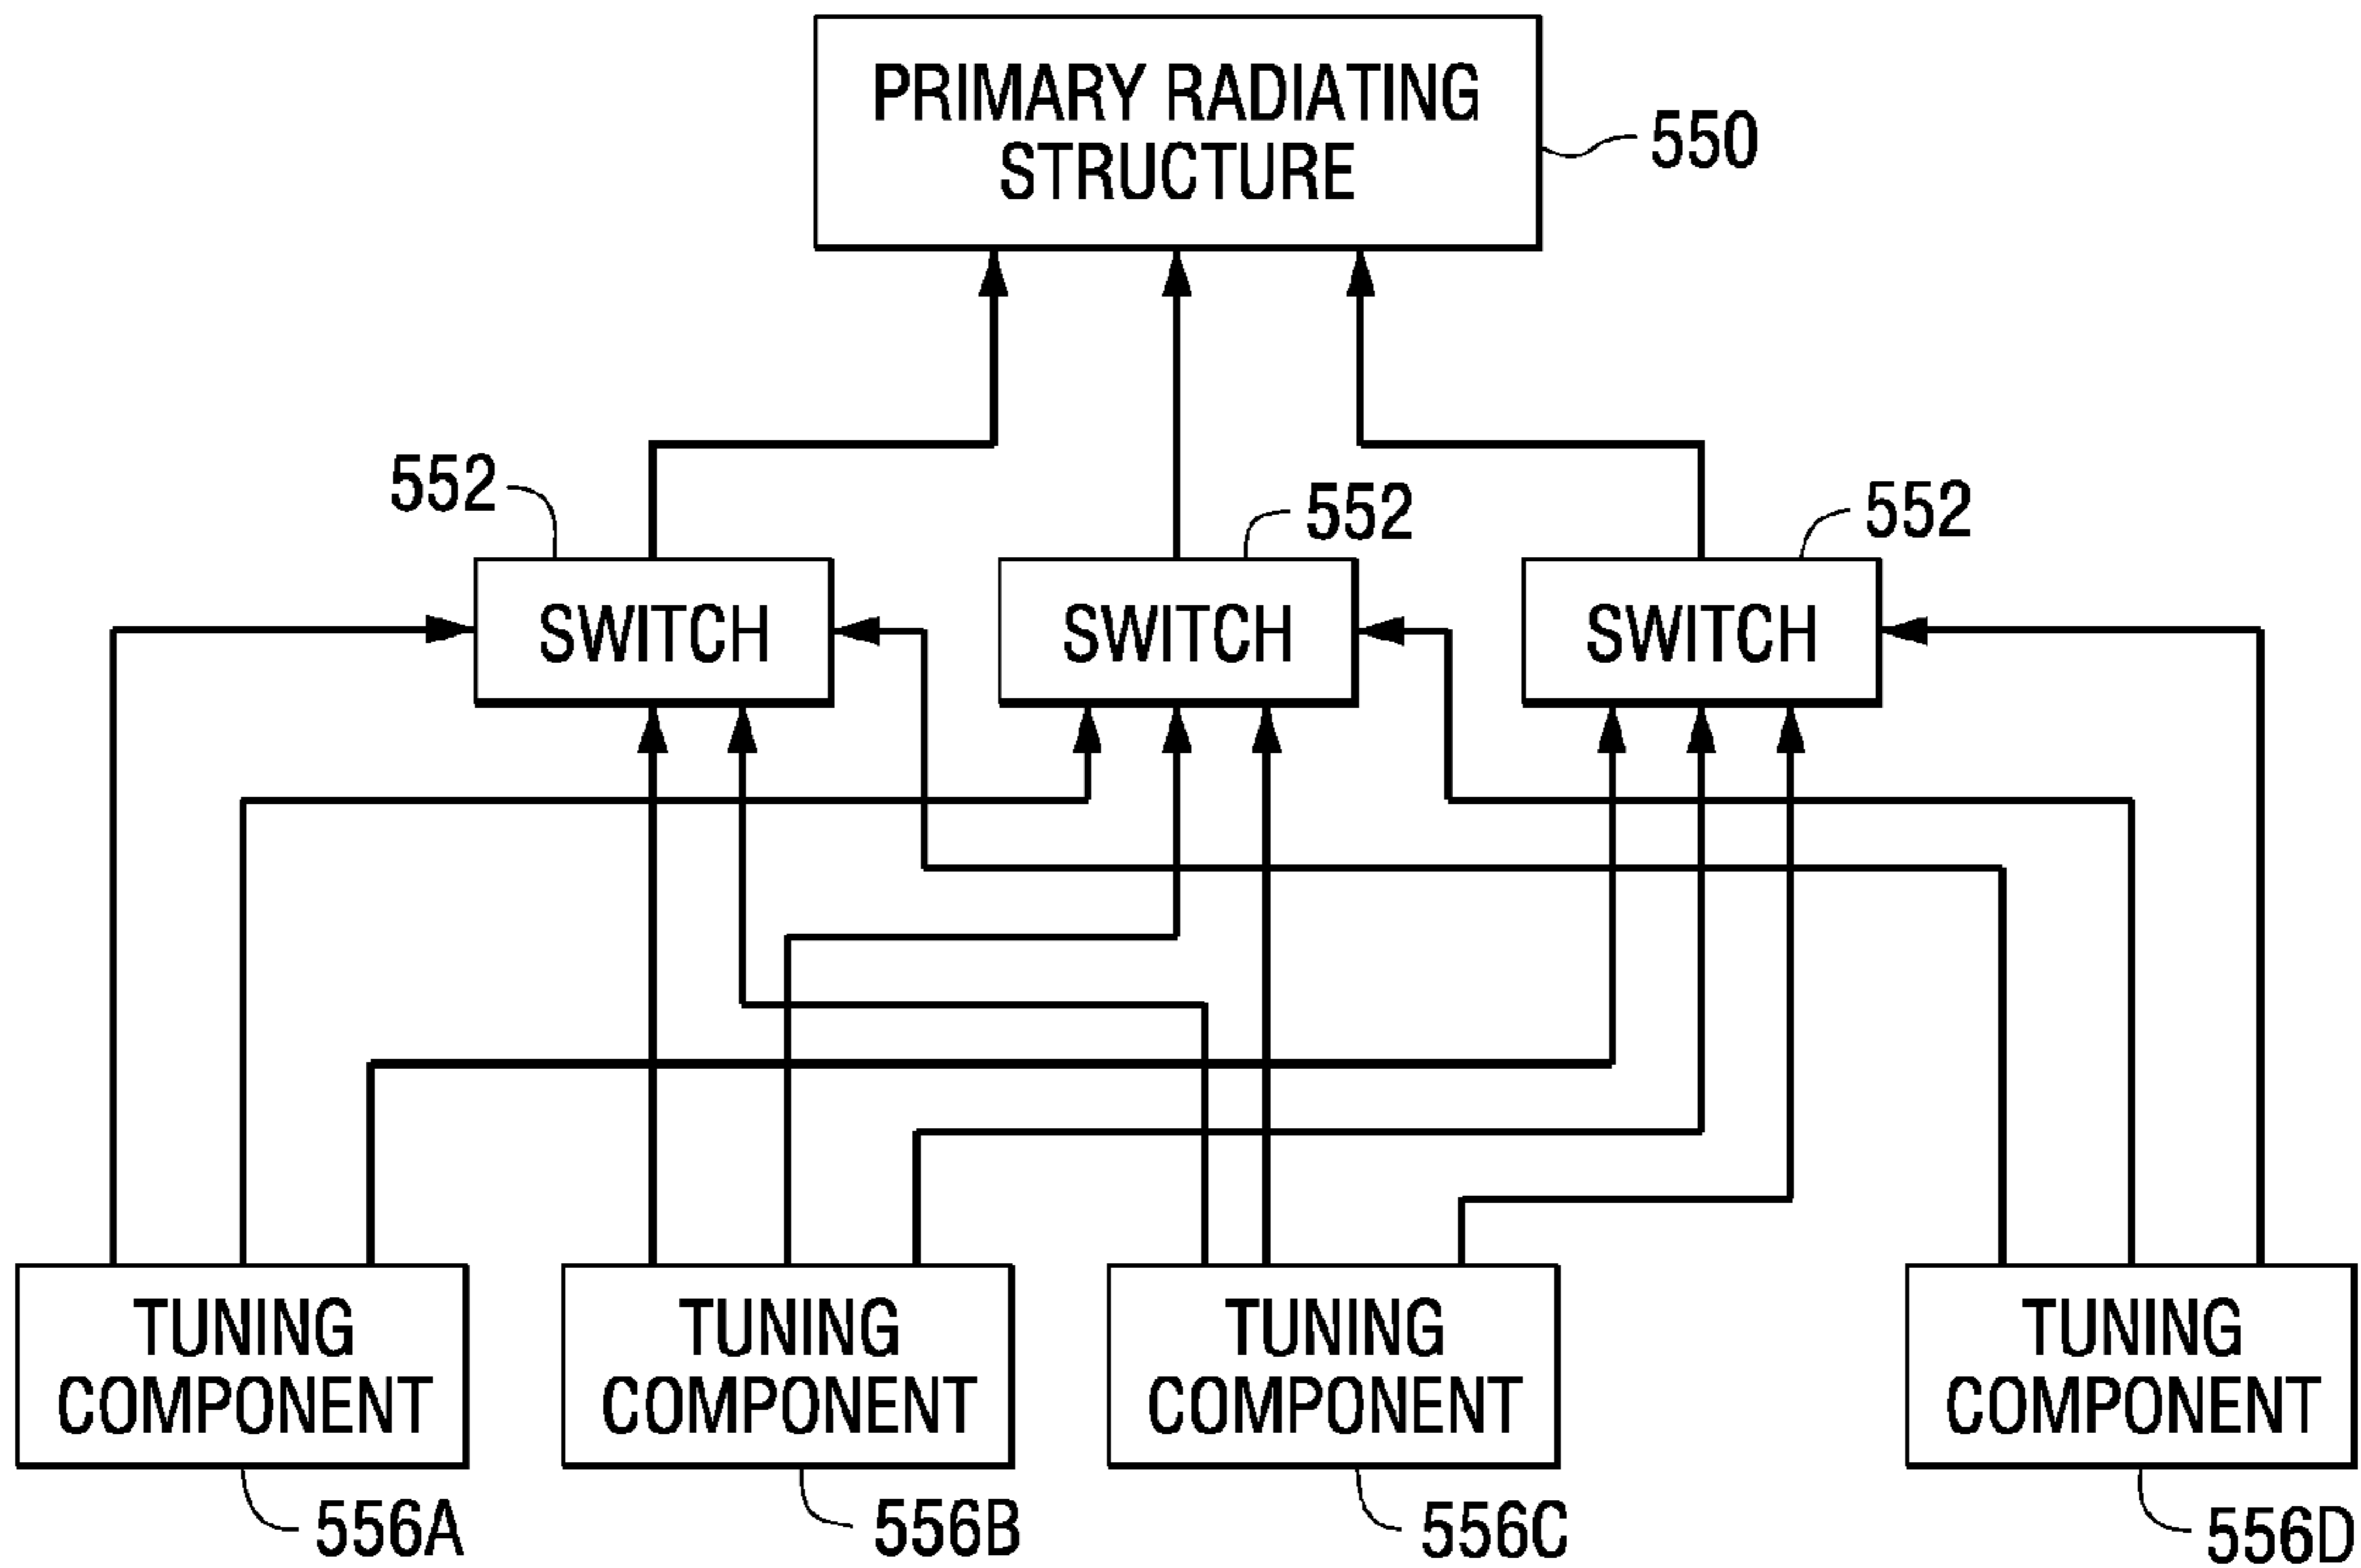 PRIMARY RADIATING
STRUCTURE
550
552
552
552
SWITCH
SWITCH
SWITCH
TUNING
COMPONENT
TUNING
COMPONENT
TUNING
COMPONENT
TUNING
COMPONENT
556A
556B
556C
556D